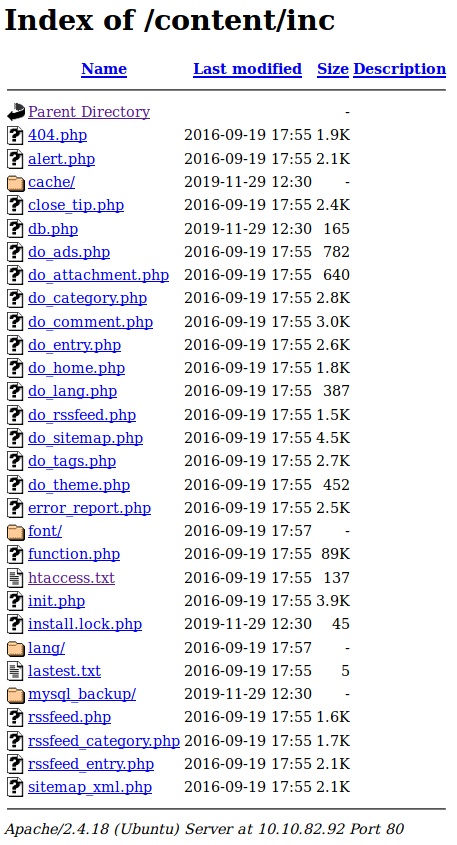 Index of /content/inc
Name Last modified Size Description
Parent Directory -
404.php 2016-09-19 17:55 1.9K
alert.php 2016-09-19 17:55 2.1K
cache/ 2019-11-29 12:30 -
close_tip.php 2016-09-19 17:55 2.4K
db.php 2019-11-29 12:30 165
do_ads.php 2016-09-19 17:55 782
do_attachment.php 2016-09-19 17:55 640
do_category.php 2016-09-19 17:55 2.8K
do_comment.php 2016-09-19 17:55 3.0K
do_entry.php 2016-09-19 17:55 2.6K
do_home.php 2016-09-19 17:55 1.8K
do_lang.php 2016-09-19 17:55 387
do_rssfeed.php 2016-09-19 17:55 1.5K
do_sitemap.php 2016-09-19 17:55 4.5K
do_tags.php 2016-09-19 17:55 2.7K
do_theme.php 2016-09-19 17:55 452
error_report.php 2016-09-19 17:55 2.5K
font/ 2016-09-19 17:57 -
function.php 2016-09-19 17:55 89K
htaccess.txt 2016-09-19 17:55 137
init.php 2016-09-19 17:55 3.9K
install.lock.php 2019-11-29 12:30 45
lang/ 2016-09-19 17:57 -
lastest.txt 2016-09-19 17:55 5
mysql_backup/ 2019-11-29 12:30 -
rssfeed.php 2016-09-19 17:55 1.6K
rssfeed_category.php 2016-09-19 17:55 1.7K
rssfeed_entry.php 2016-09-19 17:55 2.1K
sitemap_xml.php 2016-09-19 17:55 2.1K
Apache/2.4.18 (Ubuntu) Server at 10.10.82.92 Port 80